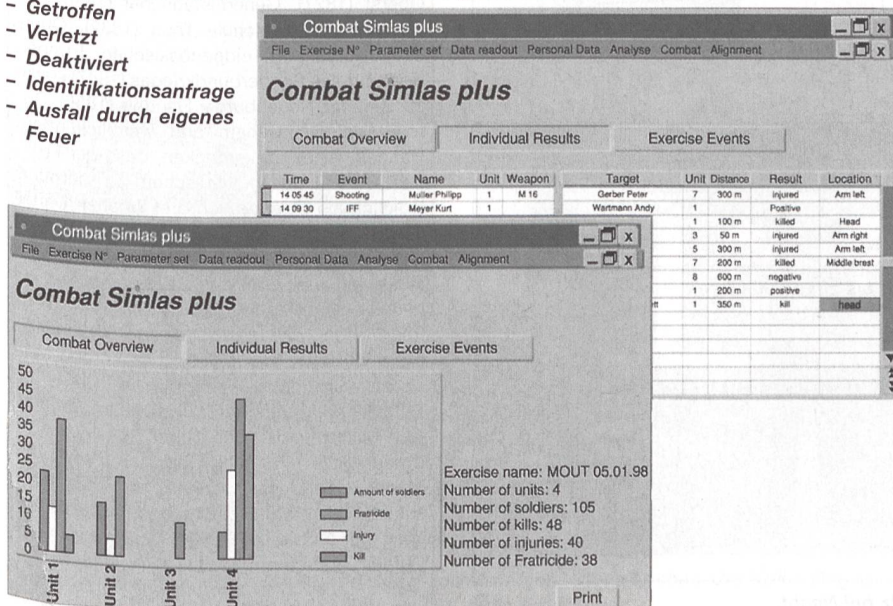 - Getroffen
- Verletzt
- Deaktiviert
- Identifikationsanfrage
- Ausfall durch eigenes
Feuer
Combat Simlas plus
File Exercise N° Parameter set Data readout Personal Data Analyse Combat Alignment
Combat Simlas plus
Combat Overview Individual Results Exercise Events
Time Event Name Unit Weapon Target Unit Distance Result Location
14 05 45 Shooting Muller Philipp 1 M 16 Gerber Peter 7 300 m injured Arm left
14 09 30 IFF Meyer Kurt 1 Wartmann Andy 1 Positive
1 100 m killed Head
3 50 m injured Arm right
5 300 m injured Arm left
7 200 m killed Middle brest
8 600 m negative
1 200 m positive
1 350 m kill head
Combat Simlas plus
File Exercise N° Parameter set Data readout Personal Data Analyse Combat Alignment
Combat Simlas plus
Combat Overview Individual Results Exercise Events
50
45
40
35
30
25
20
15
10
5
0
Unit 1 Unit 2 Unit 3 Unit 4
Amount of soldiers
Fratricide
Injury
Kill
Exercise name: MOUT 05.01.98
Number of units: 4
Number of soldiers: 105
Number of kills: 48
Number of injuries: 40
Number of Fratricide: 38
Print